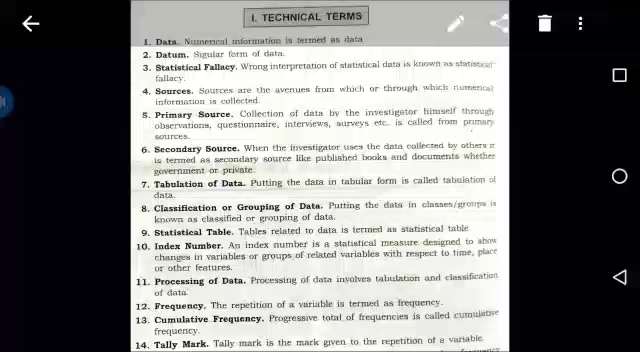 I. TECHNICAL TERMS
1. Data. Numerical information is termed as data
2. Datum. Sigular form of data.
3. Statistical Fallacy. Wrong interpretation of statistical data is known as statistical
fallacy.
4. Sources. Sources are the avenues from which or through which numerical
information is collected.
5. Primary Source. Collection of data by the investigator himself through
observations, questionnaire, interviews, surveys etc. is called from primary
sources.
6. Secondary Source. When the investigator uses the data collected by others it
is termed as secondary source like published books and documents whether
government or private.
7. Tabulation of Data. Putting the data in tabular form is called tabulation of
data.
8. Classification or Grouping of Data. Putting the data in classes/groups is
known as classified or grouping of data.
9. Statistical Table. Tables related to data is termed as statistical table.
10. Index Number. An index number is a statistical measure designed to show
changes in variables or groups of related variables with respect to time, place
or other features.
11. Processing of Data. Processing of data involves tabulation and classification
of data.
12. Frequency. The repetition of a variable is termed as frequency.
13. Cumulative Frequency. Progressive total of frequencies is called cumulative
frequency.
14. Tally Mark. Tally mark is the mark given to the repetition of a variable.